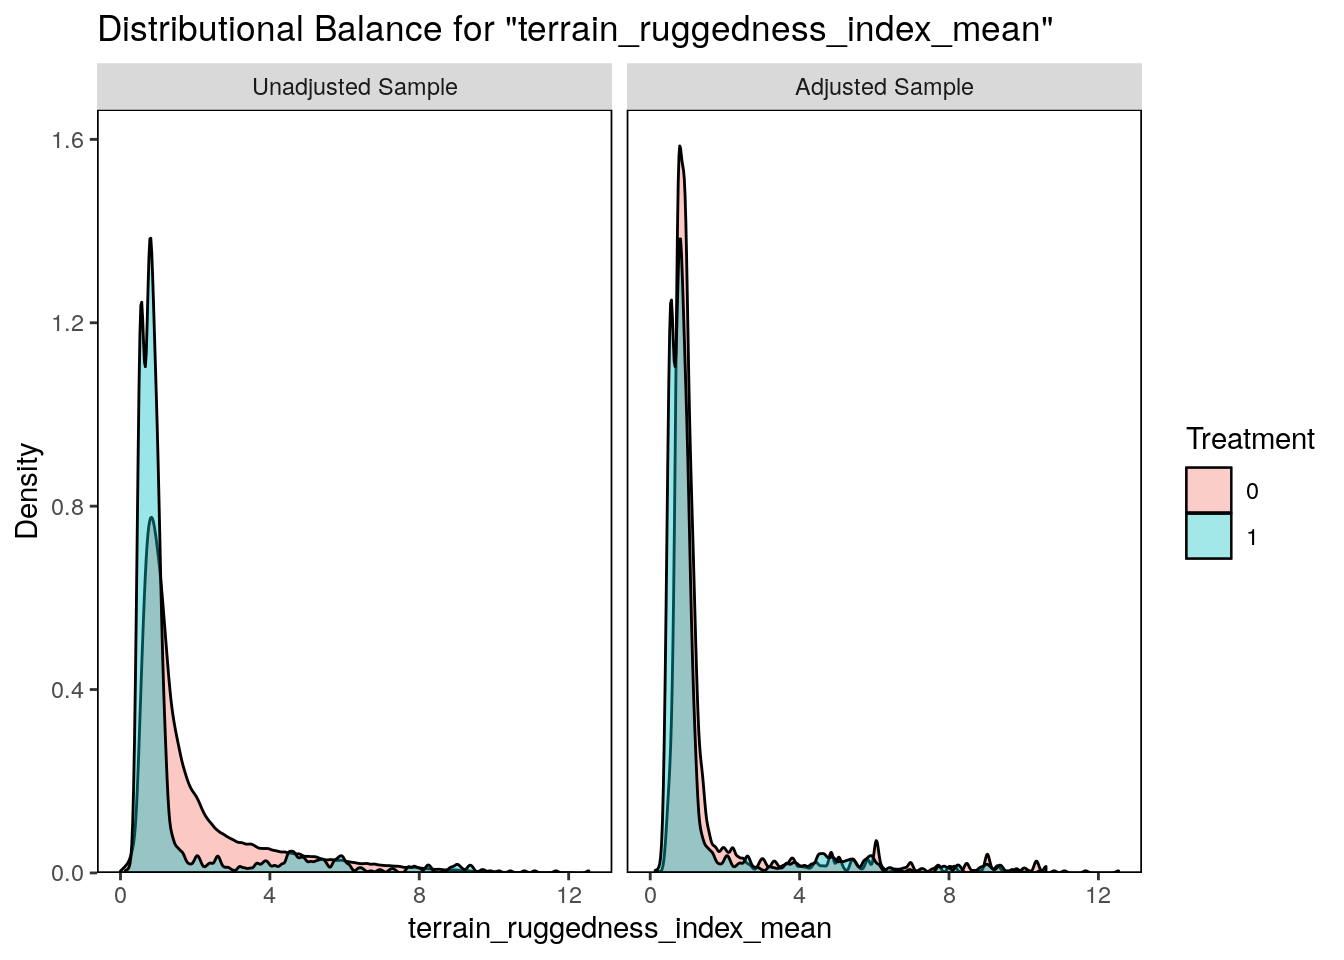 Distributional Balance for "terrain_ruggedness_index_mean"
Unadjusted Sample
Adjusted Sample
Density
1.6
1.2
0.8
0.4
0.0
0 4 8 12
0 4 8 12
terrain_ruggedness_index_mean
Treatment
0
1